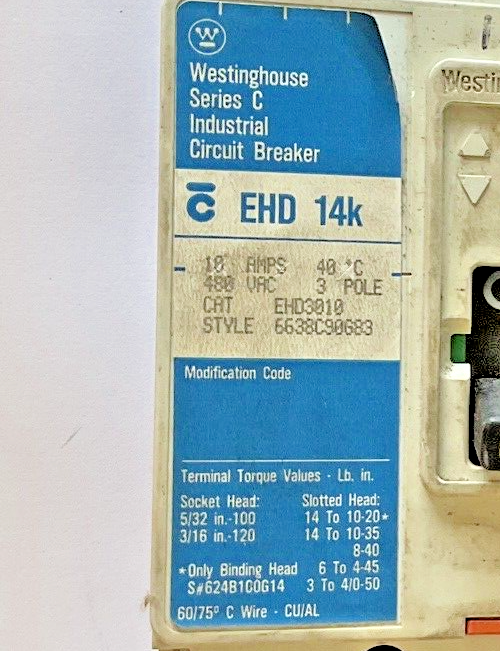 W
Westinghouse
Series C
Industrial
Circuit Breaker
C EHD 14k
10 AMPS 40 °C
480 VAC 3 POLE
CAT EHD3010
STYLE 6638C90G83
Modification Code
Terminal Torque Values - Lb. in.
Socket Head: Slotted Head:
5/32 in.-100 14 To 10-20*
3/16 in.-120 14 To 10-35
8-40
*Only Binding Head 6 To 4-45
S#624B1C0G14 3 To 4/0-50
60/75° C Wire - CU/AL
Westin